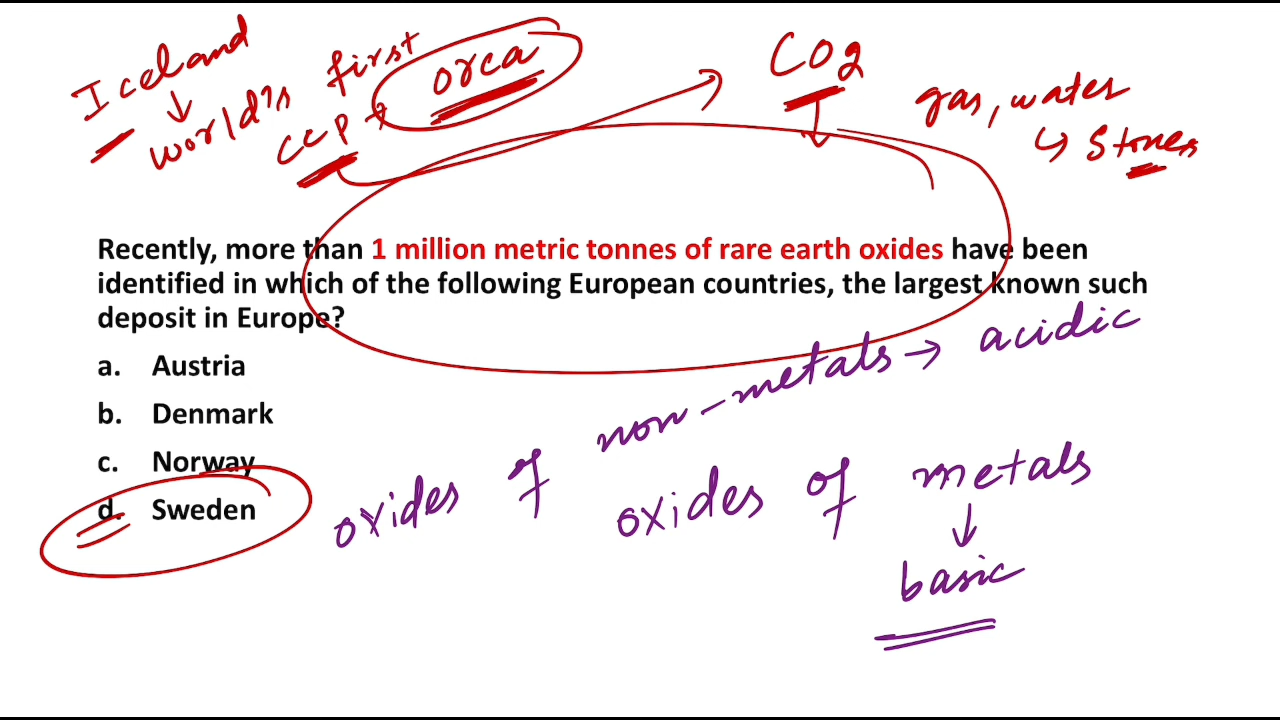 Iceland
↓
world's first
CCP → orca
CO2
↓
gas, water
↳ Stones
Recently, more than 1 million metric tonnes of rare earth oxides have been
identified in which of the following European countries, the largest known such
deposit in Europe?
a. Austria
b. Denmark
c. Norway
d. Sweden
oxides of non-metals → acidic
oxides of metals
↓
basic